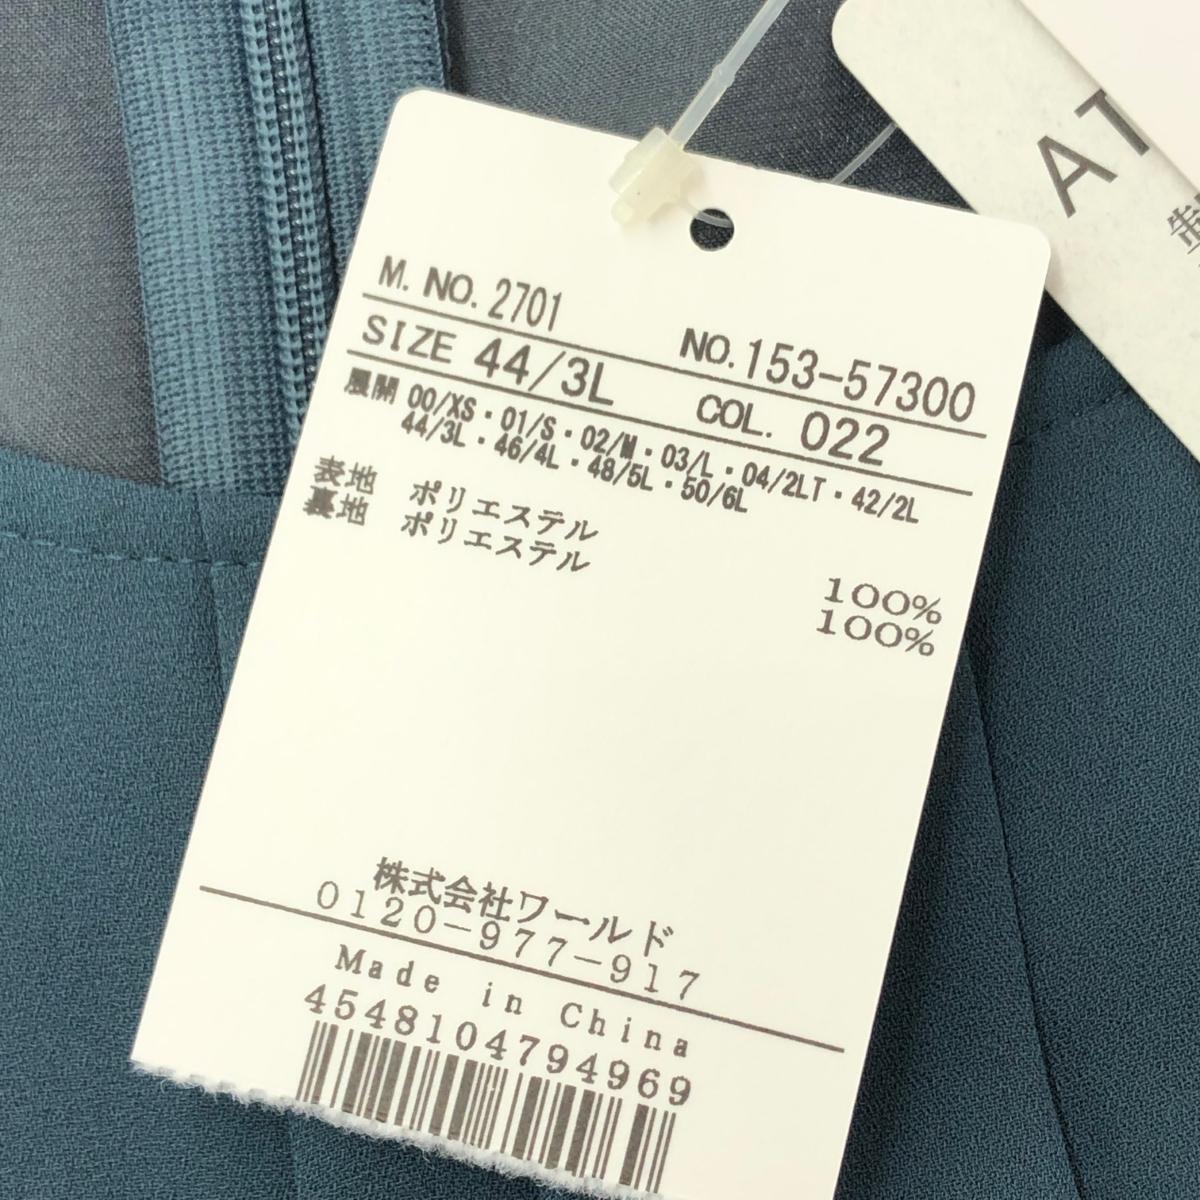 AT
M. NO. 2701
NO. 153-57300
SIZE 44/3L
COL. 022
展開 00/XS・01/S・02/M・03/L・04/2LT・42/2L
44/3L・46/4L・48/5L・50/6L
表地 ポリエステル 100%
裏地 ポリエステル 100%
株式会社ワールド
0120-977-917
Made in China
4548104794969